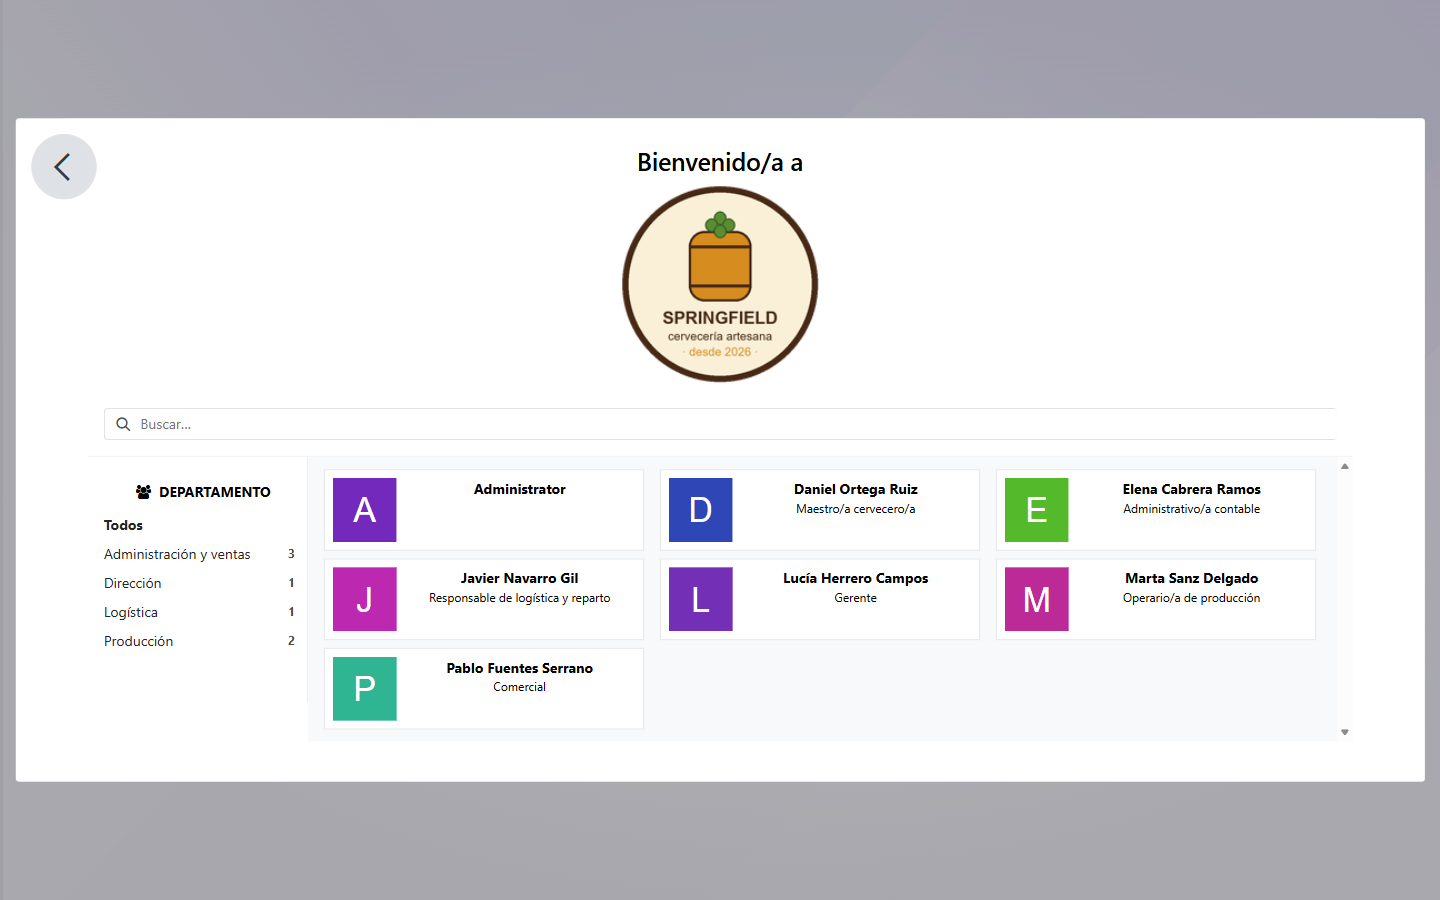 Bienvenido/a a
SPRINGFIELD
cervecería artesana
· desde 2026 ·
Buscar...
DEPARTAMENTO
Todos
Administración y ventas 3
Dirección 1
Logística 1
Producción 2
A
Administrator
D
Daniel Ortega Ruiz
Maestro/a cervecero/a
E
Elena Cabrera Ramos
Administrativo/a contable
J
Javier Navarro Gil
Responsable de logística y reparto
L
Lucía Herrero Campos
Gerente
M
Marta Sanz Delgado
Operario/a de producción
P
Pablo Fuentes Serrano
Comercial